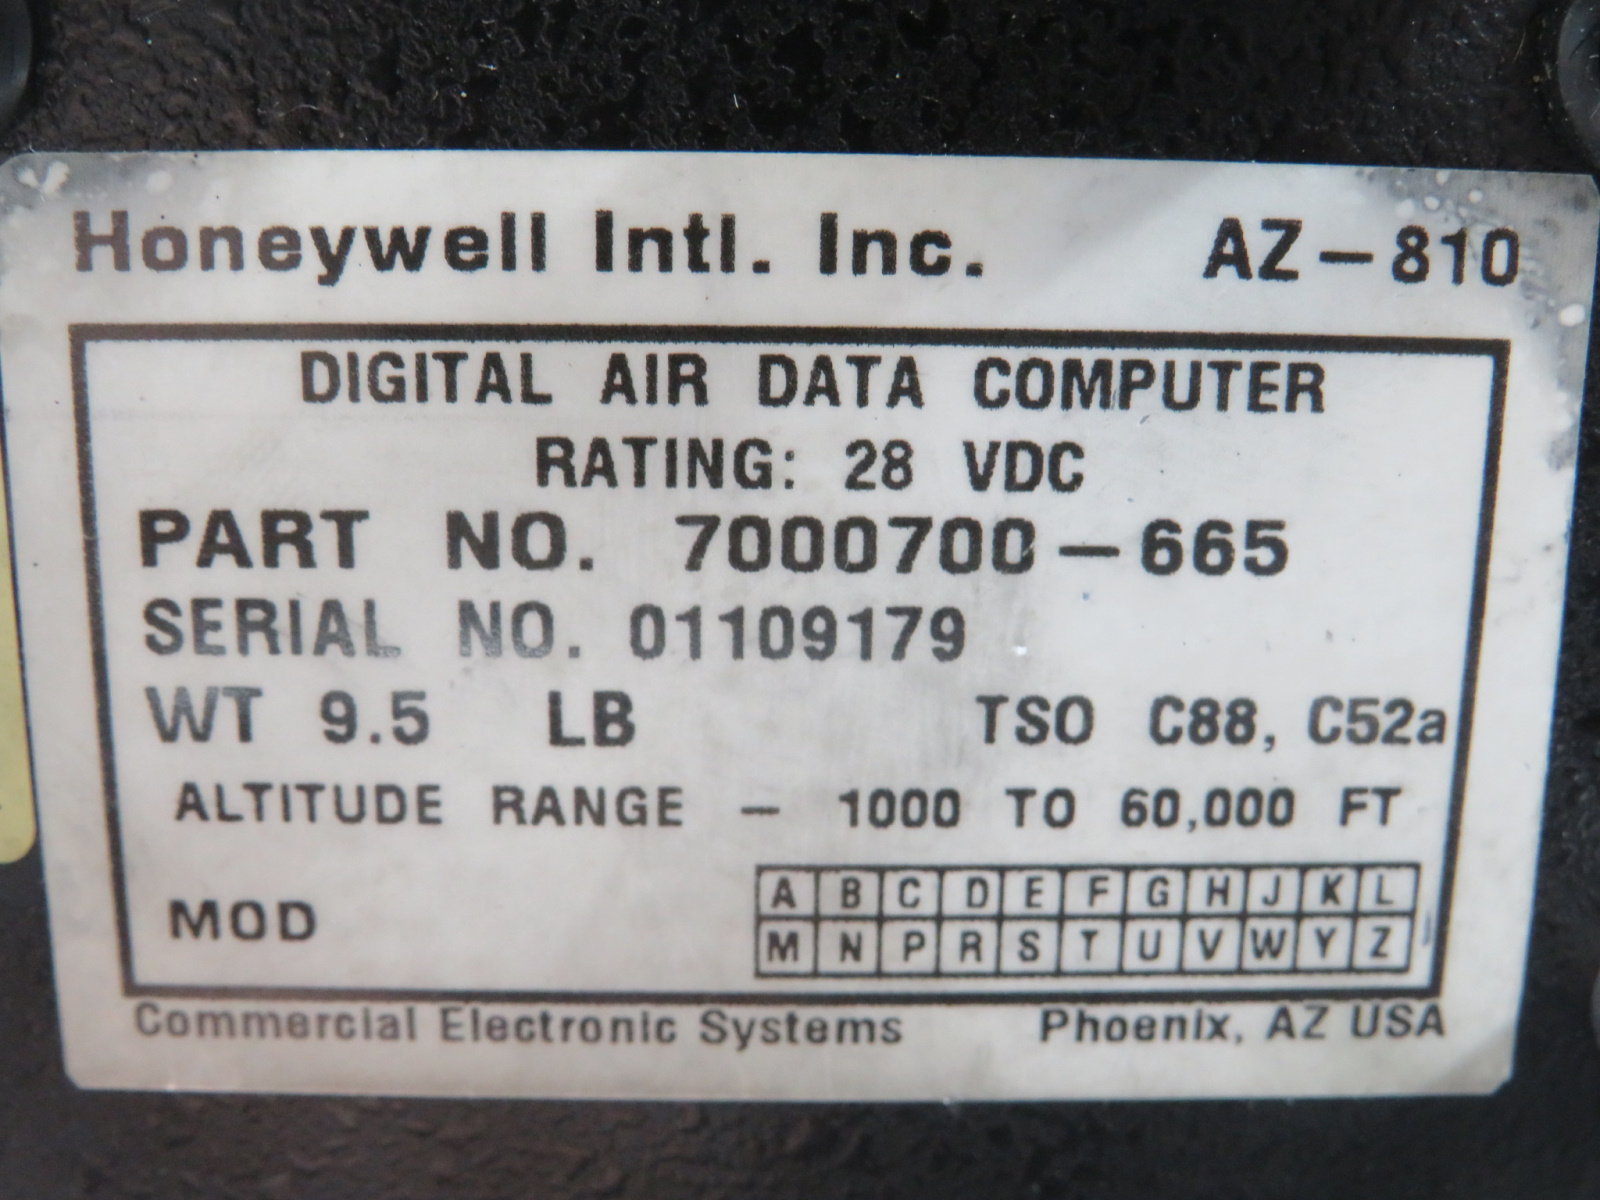 Honeywell Intl. Inc. AZ-810
DIGITAL AIR DATA COMPUTER
RATING: 28 VDC
PART NO. 7000700-665
SERIAL NO. 01109179
WT 9.5 LB TSO C88, C52a
ALTITUDE RANGE - 1000 TO 60,000 FT
MOD
A B C D E F G H J K L
M N P R S T U V W Y Z
Commercial Electronic Systems Phoenix, AZ USA